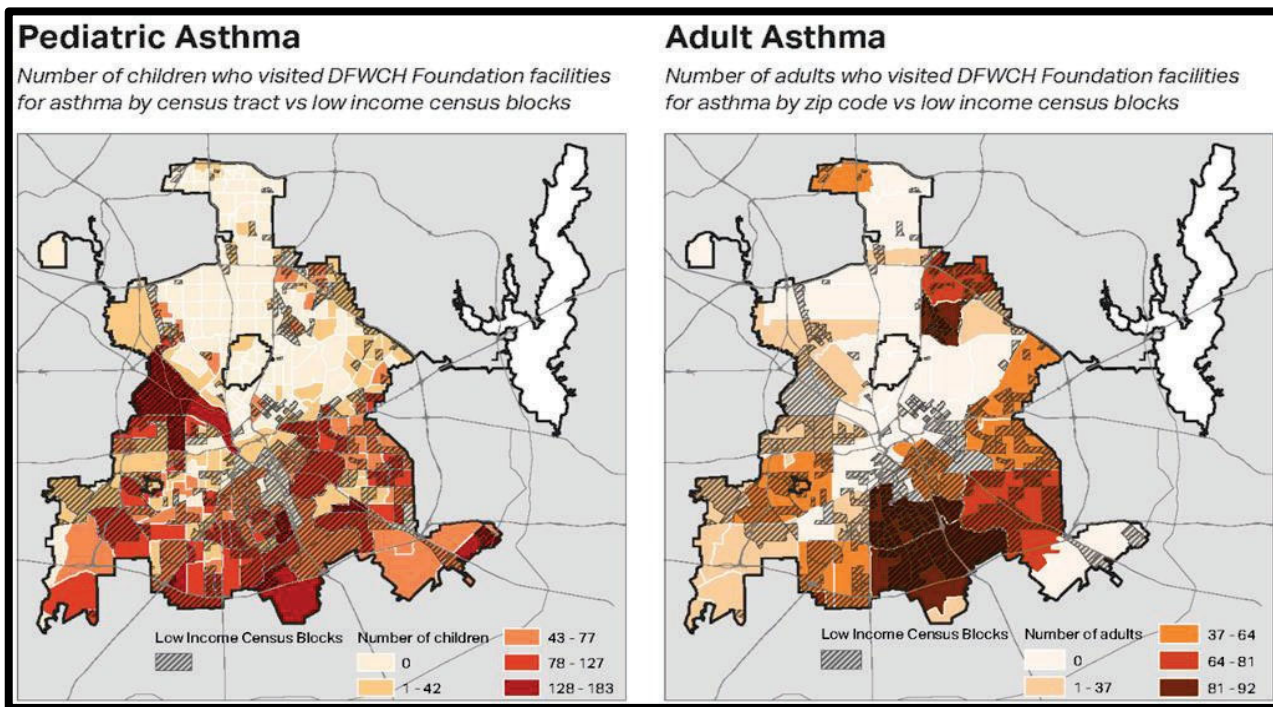 Pediatric Asthma
Number of children who visited DFWCH Foundation facilities
for asthma by census tract vs low income census blocks
Low Income Census Blocks
Number of children
0
1 - 42
43 - 77
78 - 127
128 - 183
Adult Asthma
Number of adults who visited DFWCH Foundation facilities
for asthma by zip code vs low income census blocks
Low Income Census Blocks
Number of adults
0
1 - 37
37 - 64
64 - 81
81 - 92